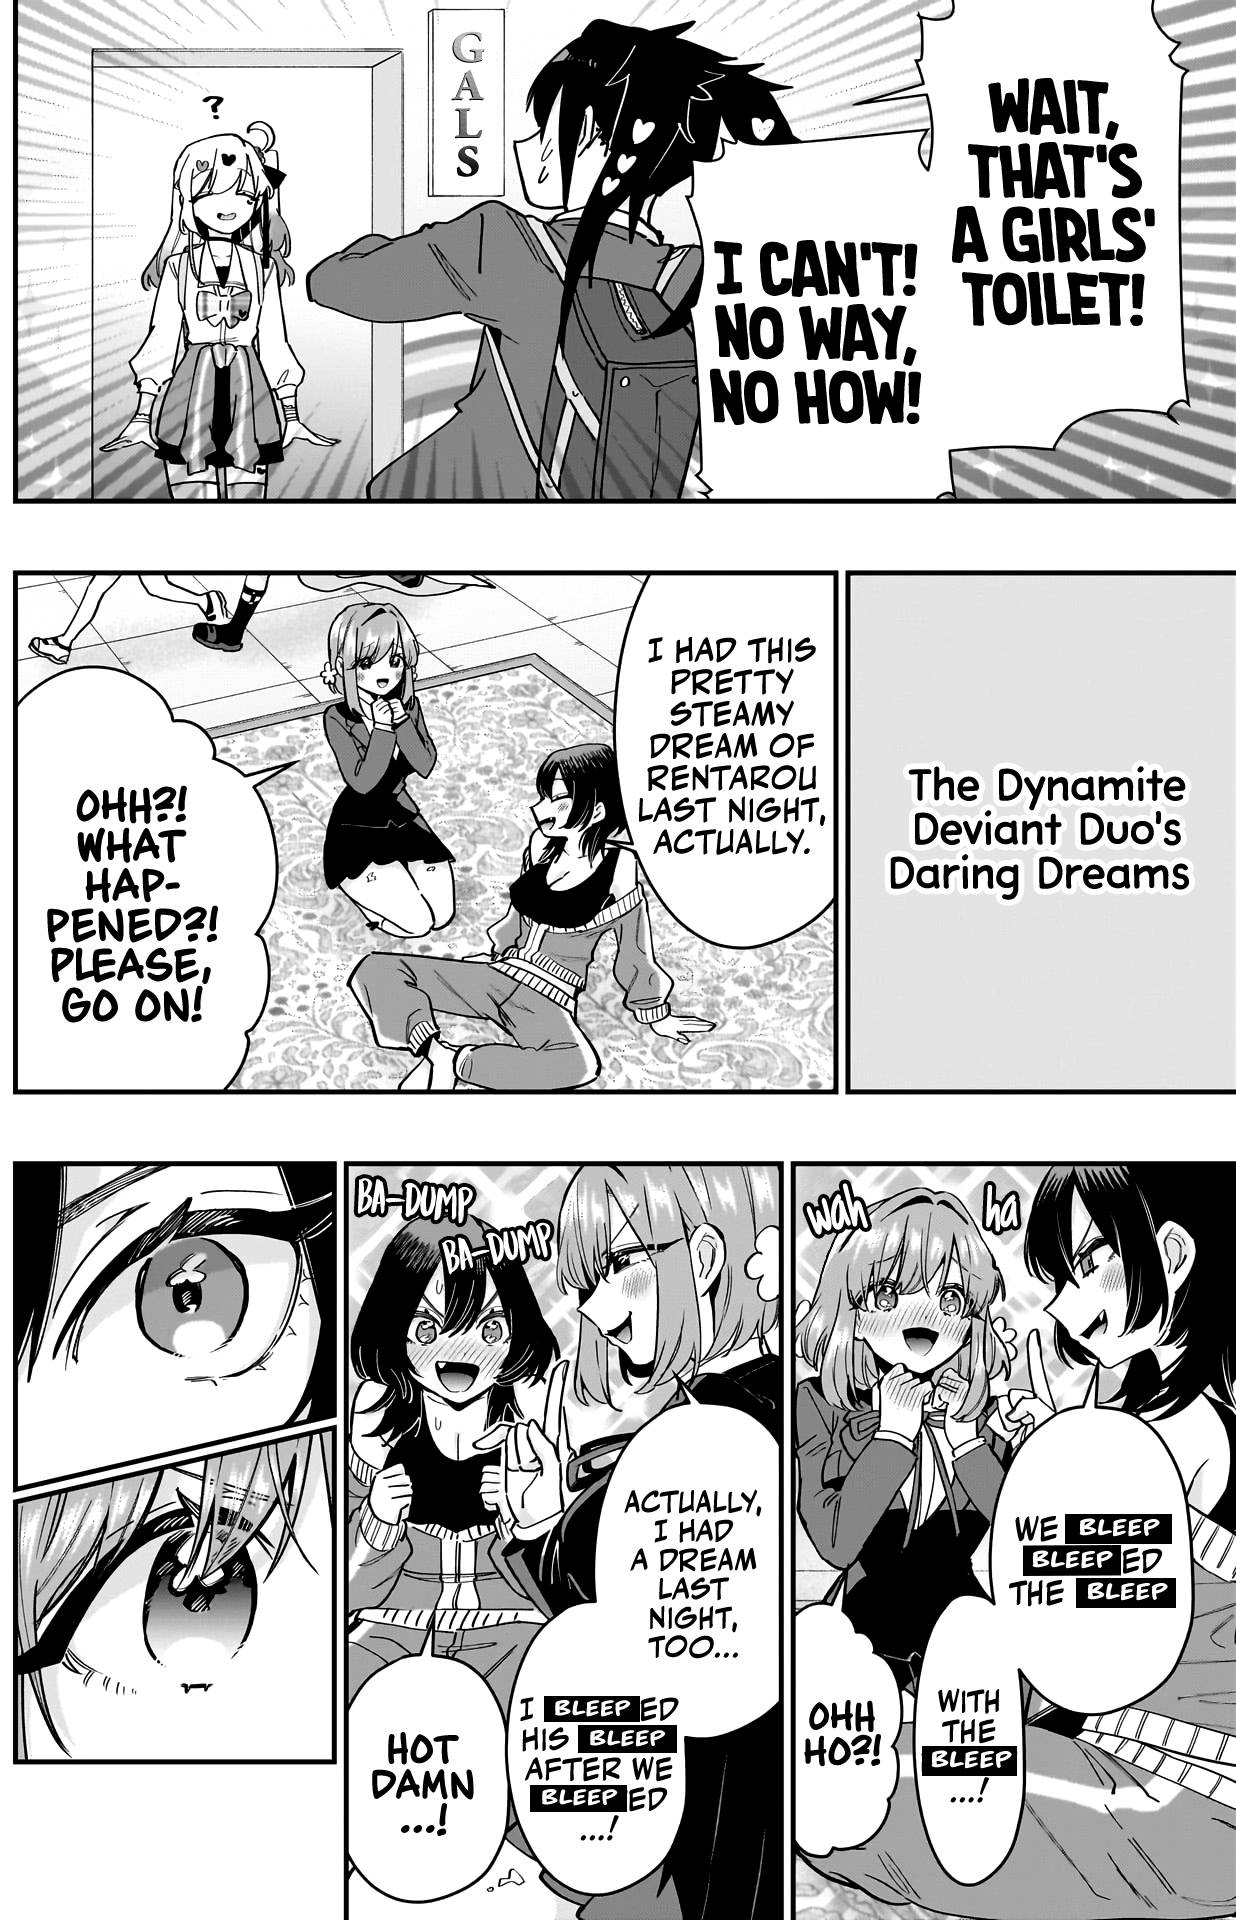 WAIT,
THAT'S
A GIRLS'
TOILET!
I CAN'T!
NO WAY,
NO HOW!
GALS
?
The Dynamite
Deviant Duo's
Daring Dreams
I HAD THIS
PRETTY
STEAMY
DREAM OF
RENTAROU
LAST NIGHT,
ACTUALLY.
OHH?!
WHAT
HAP-
PENED?!
PLEASE,
GO ON!
ha
wah
WE BLEEP
BLEEPED
THE BLEEP
WITH
THE
BLEEP
...!
OHH
HO?!
BA-DUMP
BA-DUMP
ACTUALLY,
I HAD
A DREAM
LAST
NIGHT,
TOO...
I BLEEPED
HIS BLEEP
AFTER WE
BLEEPED
...!
HOT
DAMN
...!